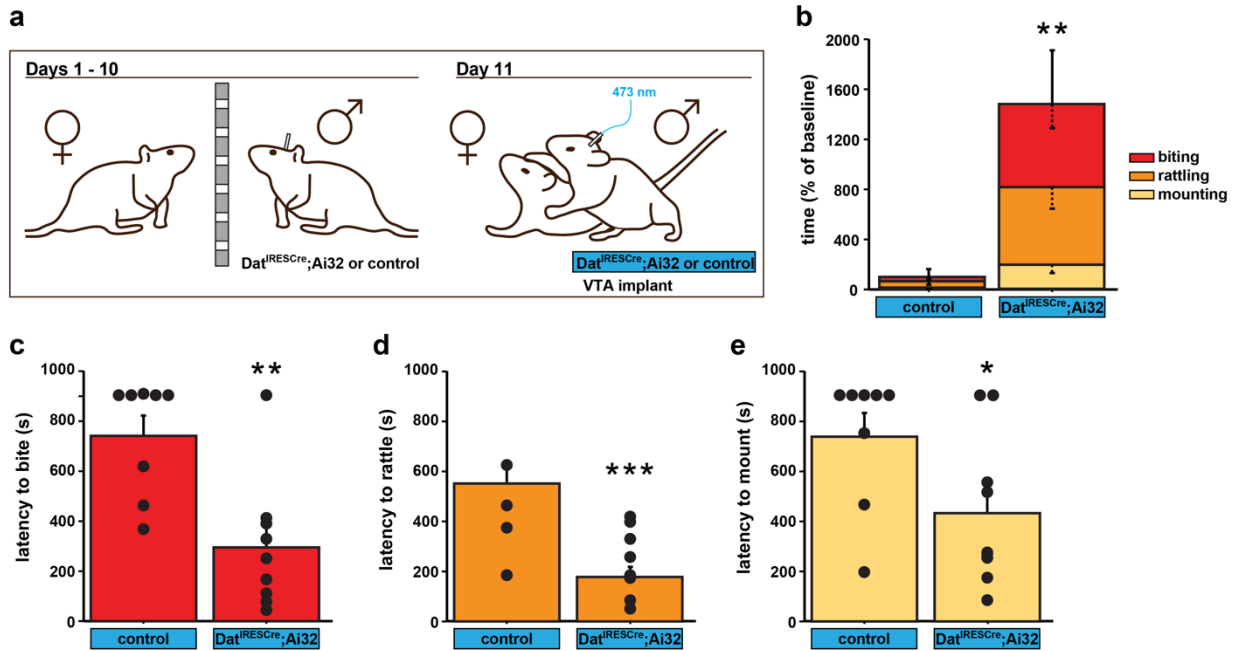 a
Days 1 - 10
Day 11
473 nm
Dat^IRESCre;Ai32 or control
Dat^IRESCre;Ai32 or control
VTA implant
b
**
time (% of baseline)
2000
1600
1200
800
400
0
control
Dat^IRESCre;Ai32
biting
rattling
mounting
c
**
latency to bite (s)
1000
800
600
400
200
0
control
Dat^IRESCre;Ai32
d
***
latency to rattle (s)
1000
800
600
400
200
0
control
Dat^IRESCre;Ai32
e
*
latency to mount (s)
1000
800
600
400
200
0
control
Dat^IRESCre;Ai32